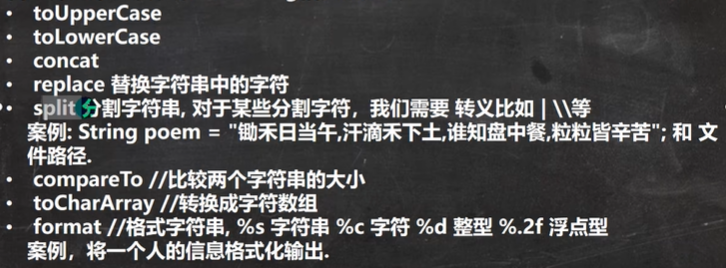 • toUpperCase
• toLowerCase
• concat
• replace 替换字符串中的字符
• split 分割字符串, 对于某些分割字符，我们需要 转义比如 | \\等
案例: String poem = "锄禾日当午,汗滴禾下土,谁知盘中餐,粒粒皆辛苦"; 和 文
件路径.
• compareTo //比较两个字符串的大小
• toCharArray //转换成字符数组
• format //格式字符串, %s 字符串 %c 字符 %d 整型 %.2f 浮点型
案例，将一个人的信息格式化输出.